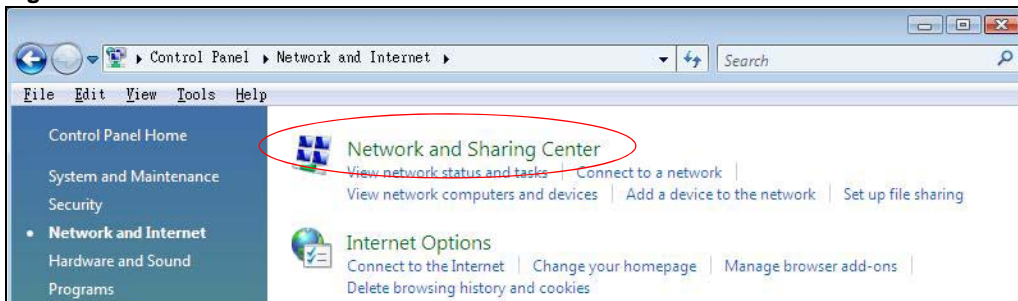 Control Panel Network and Internet
Search
File Edit View Tools Help
Control Panel Home
System and Maintenance
Security
Network and Internet
Hardware and Sound
Programs
Network and Sharing Center
View network status and tasks Connect to a network
View network computers and devices Add a device to the network Set up file sharing
Internet Options
Connect to the Internet Change your homepage Manage browser add-ons
Delete browsing history and cookies